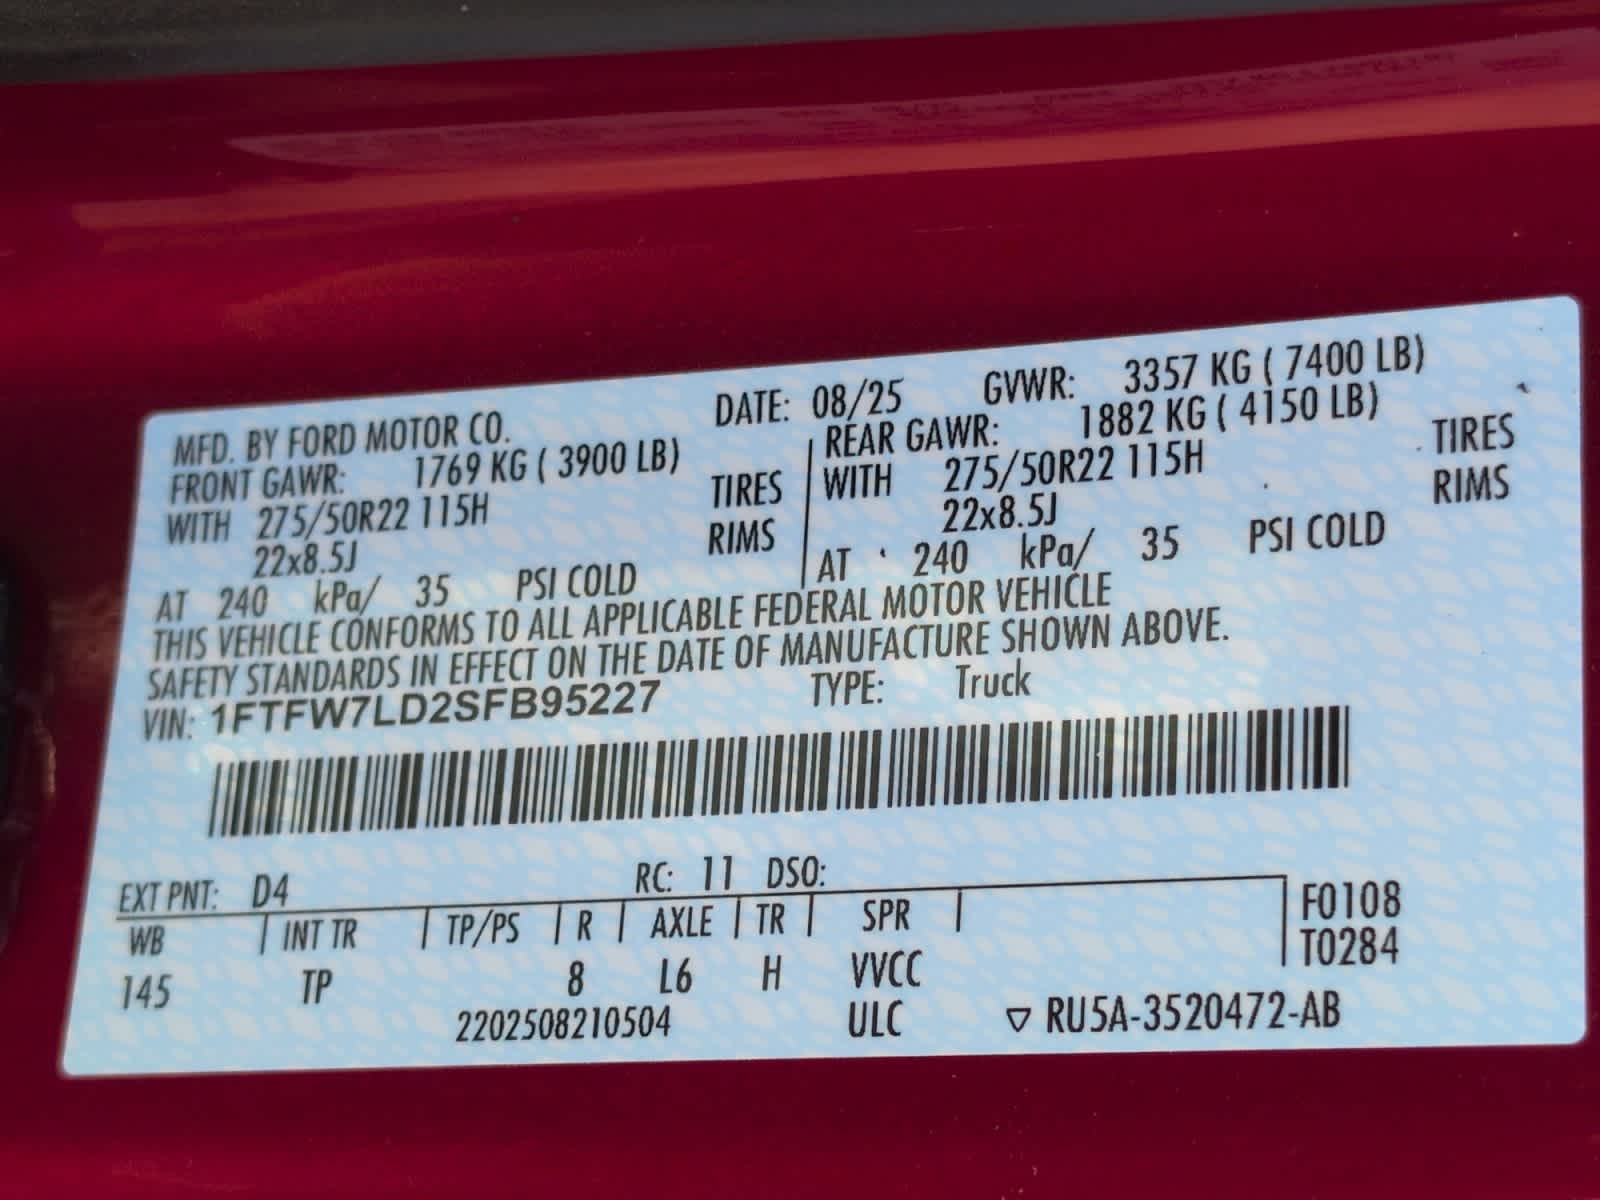 MFD. BY FORD MOTOR CO. DATE: 08/25 GVWR: 3357 KG ( 7400 LB)
FRONT GAWR: 1769 KG ( 3900 LB) REAR GAWR: 1882 KG ( 4150 LB)
WITH 275/50R22 115H TIRES WITH 275/50R22 115H TIRES
22x8.5J RIMS 22x8.5J RIMS
AT 240 kPa/ 35 PSI COLD AT 240 kPa/ 35 PSI COLD
THIS VEHICLE CONFORMS TO ALL APPLICABLE FEDERAL MOTOR VEHICLE
SAFETY STANDARDS IN EFFECT ON THE DATE OF MANUFACTURE SHOWN ABOVE.
VIN: 1FTFW7LD2SFB95227 TYPE: Truck
EXT PNT: D4 RC: 11 DSO:
WB | INT TR | TP/PS | R | AXLE | TR | SPR | F0108
T0284
145 TP 8 L6 H VVCC
2202508210504 ULC ▽ RU5A-3520472-AB